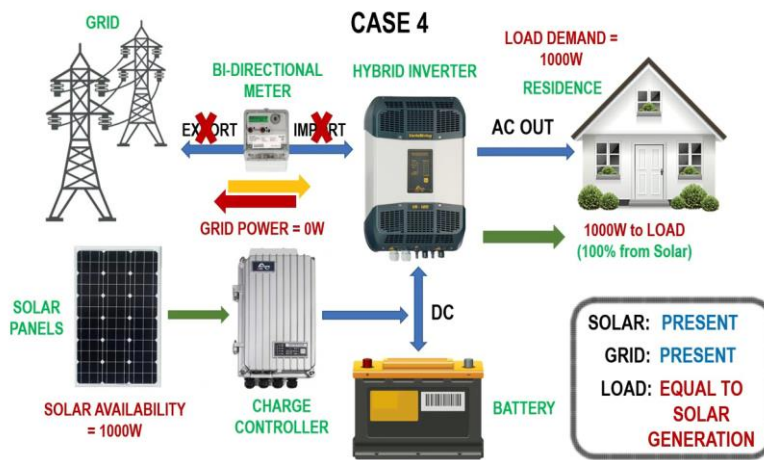 CASE 4
GRID
BI-DIRECTIONAL
METER
HYBRID INVERTER
LOAD DEMAND =
1000W
RESIDENCE
EXPORT
IMPORT
AC OUT
GRID POWER = 0W
1000W to LOAD
(100% from Solar)
SOLAR
PANELS
DC
SOLAR AVAILABILITY
= 1000W
CHARGE
CONTROLLER
BATTERY
SOLAR: PRESENT
GRID: PRESENT
LOAD: EQUAL TO
SOLAR
GENERATION